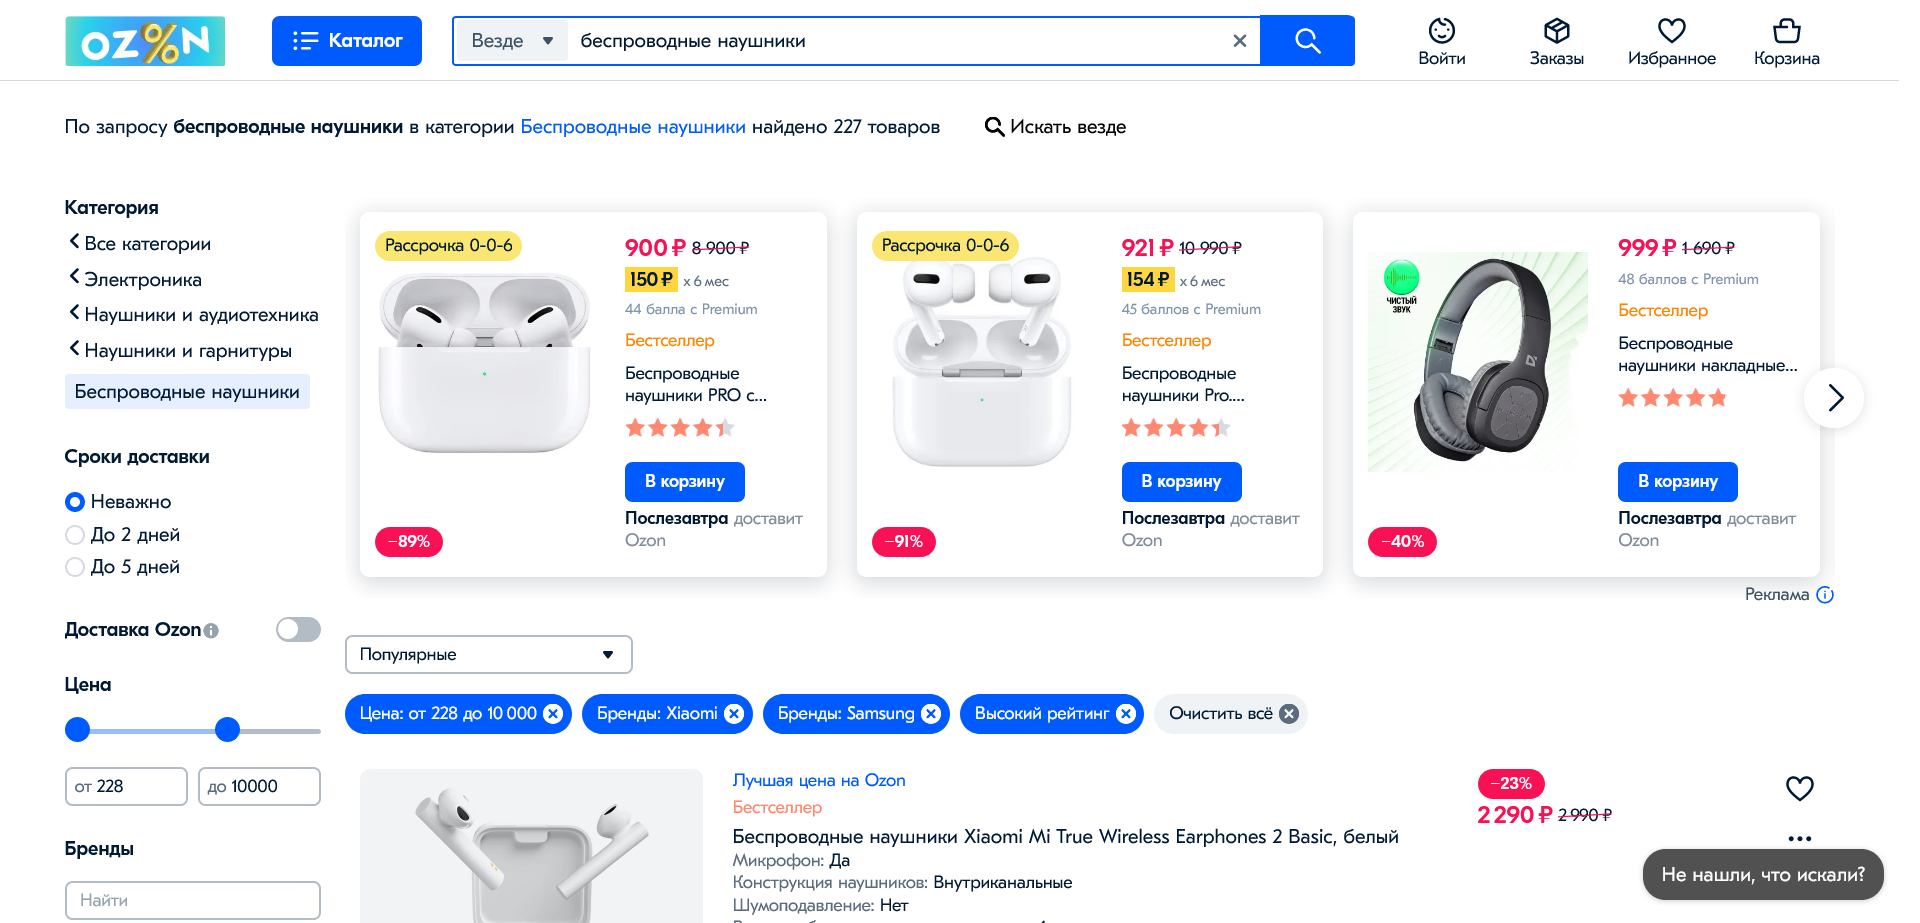 OZ%N
Каталог
Везде
беспроводные наушники
Войти
Заказы
Избранное
Корзина
По запросу беспроводные наушники в категории Беспроводные наушники найдено 227 товаров
Искать везде
Категория
Все категории
Электроника
Наушники и аудиотехника
Наушники и гарнитуры
Беспроводные наушники
Сроки доставки
Неважно
До 2 дней
До 5 дней
Доставка Ozon
Цена
от 228
до 10000
Бренды
Найти
Рассрочка 0-0-6
−89%
900 ₽ 8 900 ₽
150 ₽ x 6 мес
44 балла с Premium
Бестселлер
Беспроводные
наушники PRO с...
В корзину
Послезавтра доставит
Ozon
Рассрочка 0-0-6
−91%
921 ₽ 10 990 ₽
154 ₽ x 6 мес
45 баллов с Premium
Бестселлер
Беспроводные
наушники Pro....
В корзину
Послезавтра доставит
Ozon
ЧИСТЫЙ
ЗВУК
−40%
999 ₽ 1 690 ₽
48 баллов с Premium
Бестселлер
Беспроводные
наушники накладные...
В корзину
Послезавтра доставит
Ozon
Реклама
Популярные
Цена: от 228 до 10 000
Бренды: Xiaomi
Бренды: Samsung
Высокий рейтинг
Очистить всё
Лучшая цена на Ozon
Бестселлер
Беспроводные наушники Xiaomi Mi True Wireless Earphones 2 Basic, белый
Микрофон: Да
Конструкция наушников: Внутриканальные
Шумоподавление: Нет
−23%
2 290 ₽ 2 990 ₽
Не нашли, что искали?